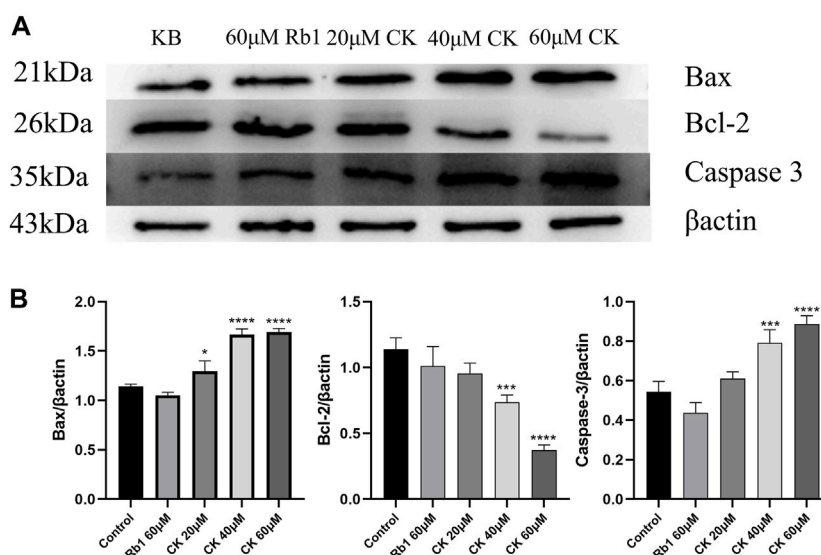 A
KB 60μM Rb1 20μM CK 40μM CK 60μM CK
21kDa Bax
26kDa Bcl-2
35kDa Caspase 3
43kDa βactin
B
Bax/βactin
2.0
1.5
1.0
0.5
0.0
* **** ****
Control Rb1 60μM CK 20μM CK 40μM CK 60μM
Bcl-2/βactin
1.5
1.0
0.5
0.0
*** ****
Control Rb1 60μM CK 20μM CK 40μM CK 60μM
Caspase-3/βactin
1.0
0.8
0.6
0.4
0.2
0.0
*** ****
Control Rb1 60μM CK 20μM CK 40μM CK 60μM